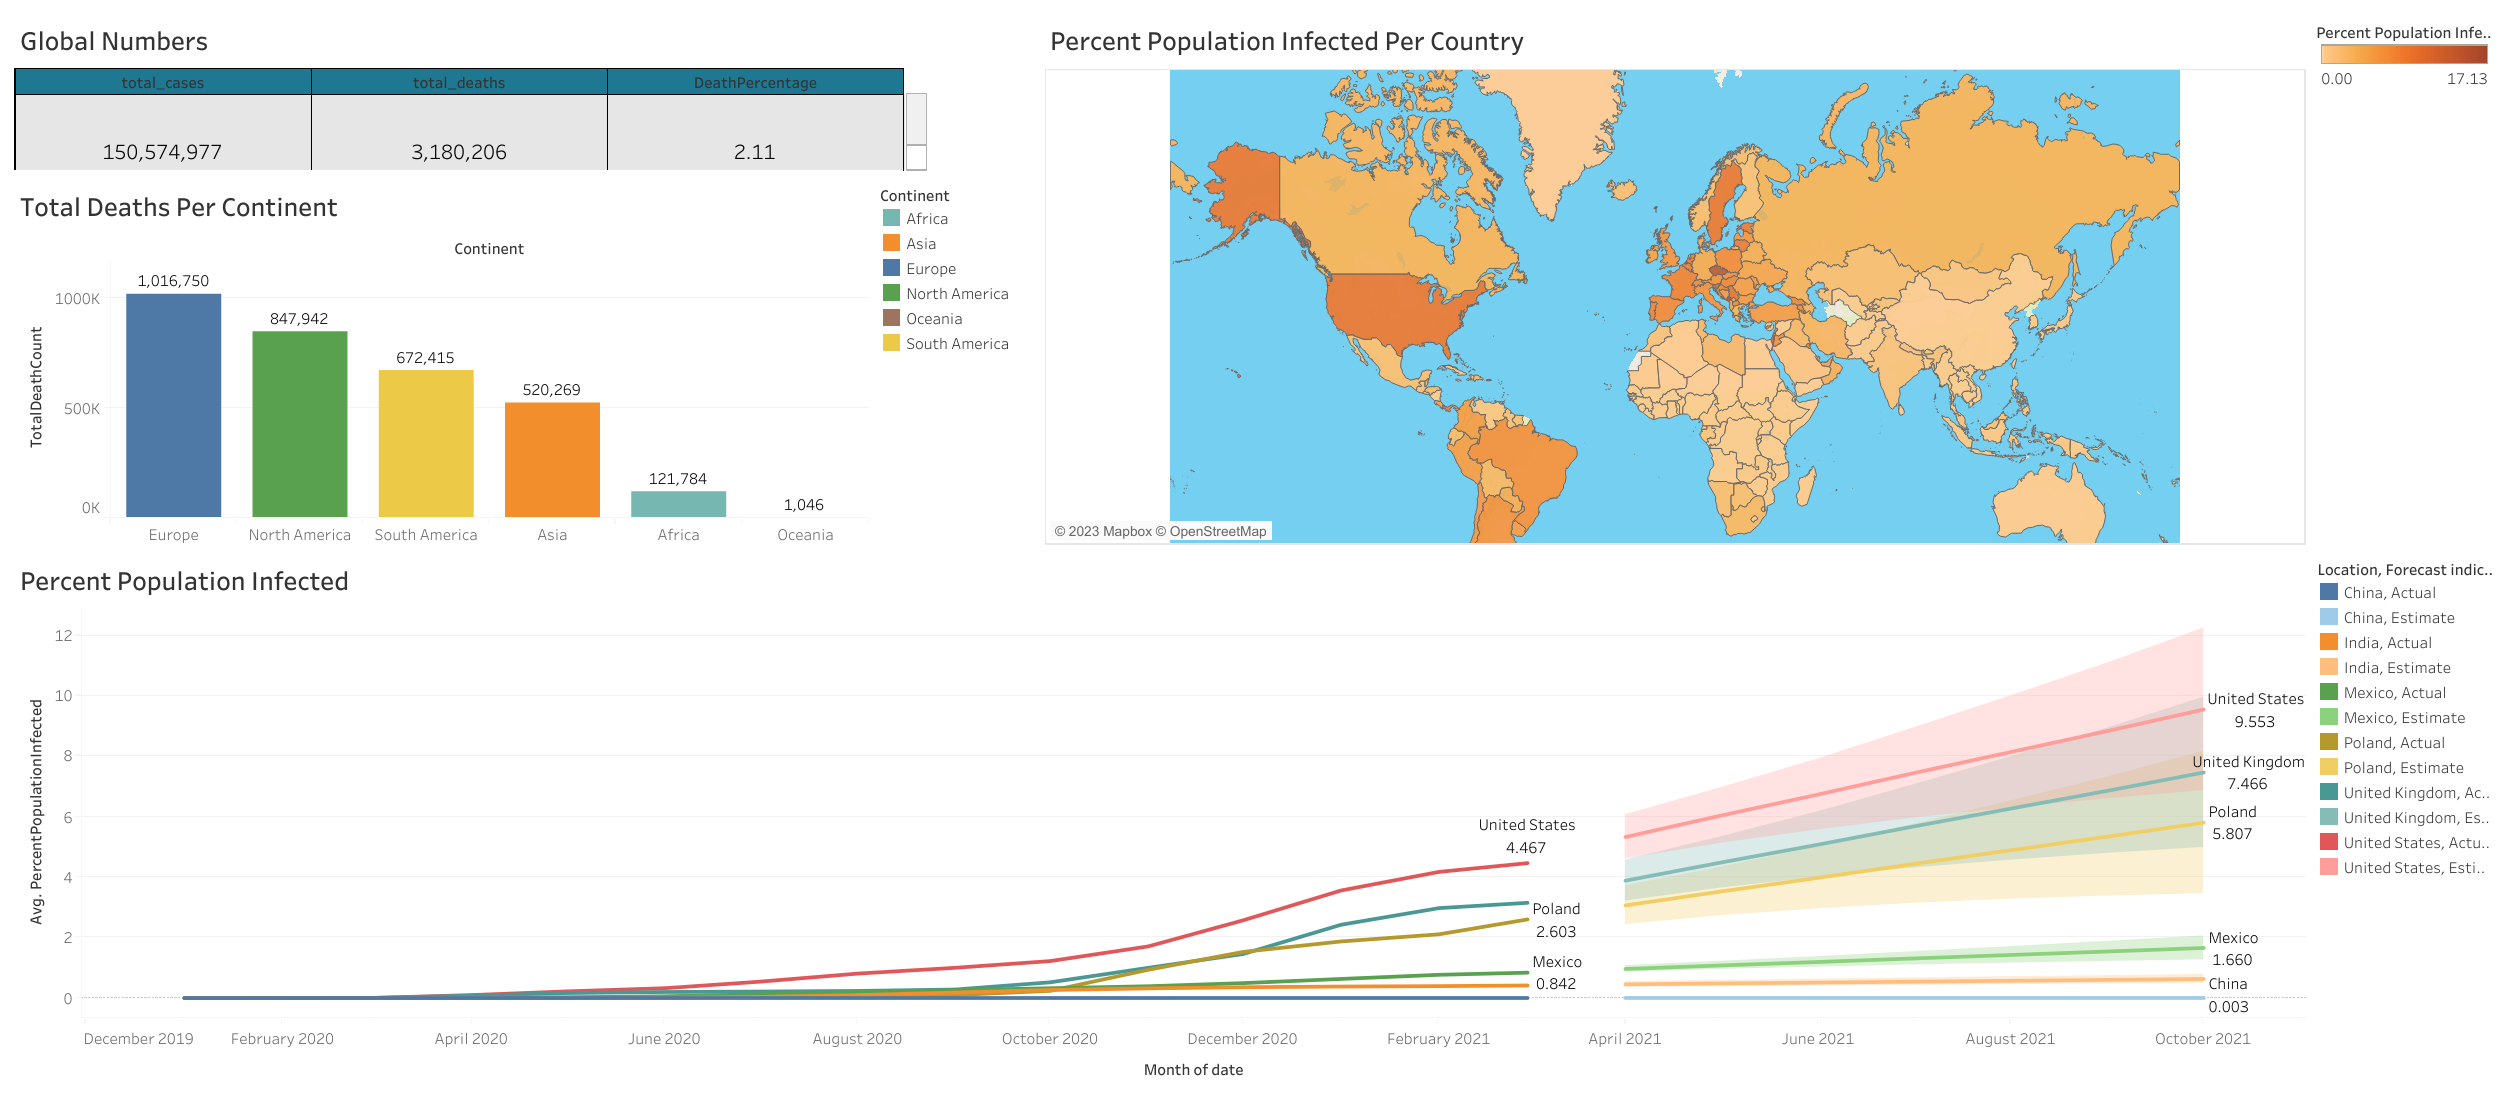 Global Numbers
total_cases total_deaths DeathPercentage
150,574,977 3,180,206 2.11
Total Deaths Per Continent
Continent
TotalDeathCount
1000K
500K
0K
1,016,750
847,942
672,415
520,269
121,784
1,046
Europe North America South America Asia Africa Oceania
Continent
Africa
Asia
Europe
North America
Oceania
South America
Percent Population Infected Per Country
© 2023 Mapbox © OpenStreetMap
Percent Population Infe..
0.00 17.13
Percent Population Infected
Avg. PercentPopulationInfected
12
10
8
6
4
2
0
United States
4.467
Poland
2.603
Mexico
0.842
United States
9.553
United Kingdom
7.466
Poland
5.807
Mexico
1.660
China
0.003
December 2019 February 2020 April 2020 June 2020 August 2020 October 2020 December 2020 February 2021 April 2021 June 2021 August 2021 October 2021
Month of date
Location, Forecast indic..
China, Actual
China, Estimate
India, Actual
India, Estimate
Mexico, Actual
Mexico, Estimate
Poland, Actual
Poland, Estimate
United Kingdom, Ac..
United Kingdom, Es..
United States, Actu..
United States, Esti..